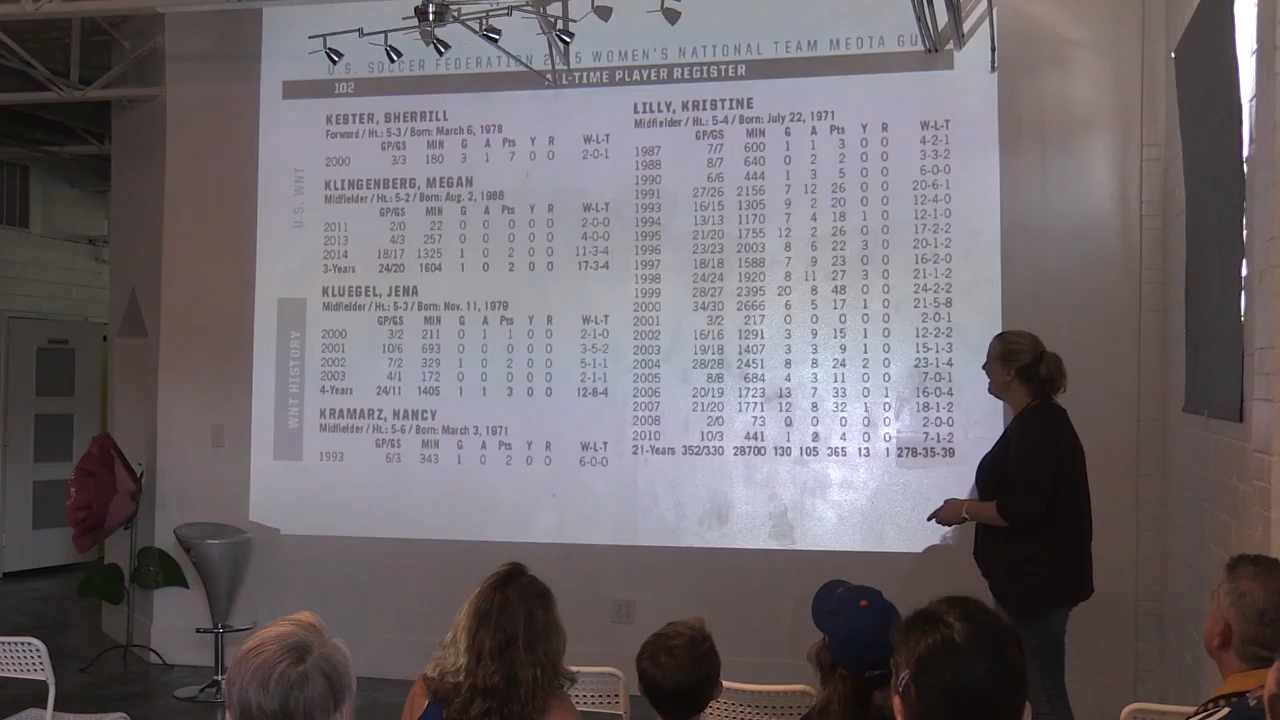 U.S. SOCCER FEDERATION 2015 WOMEN'S NATIONAL TEAM MEDIA GU
102 ALL-TIME PLAYER REGISTER
U.S. WNT
WNT HISTORY
KESTER, SHERRILL
Forward / Ht.: 5-3 / Born: March 6, 1978
GP/GS MIN G A Pts Y R W-L-T
2000 3/3 180 3 1 7 0 0 2-0-1
KLINGENBERG, MEGAN
Midfielder / Ht.: 5-2 / Born: Aug. 2, 1988
GP/GS MIN G A Pts Y R W-L-T
2011 2/0 22 0 0 0 0 0 2-0-0
2013 4/3 257 0 0 0 0 0 4-0-0
2014 18/17 1325 1 0 2 0 0 11-3-4
3-Years 24/20 1604 1 0 2 0 0 17-3-4
KLUEGEL, JENA
Midfielder / Ht.: 5-3 / Born: Nov. 11, 1979
GP/GS MIN G A Pts Y R W-L-T
2000 3/2 211 0 1 1 0 0 2-1-0
2001 10/6 693 0 0 0 0 0 3-5-2
2002 7/2 329 1 0 2 0 0 5-1-1
2003 4/1 172 0 0 0 0 0 2-1-1
4-Years 24/11 1405 1 1 3 0 0 12-8-4
KRAMARZ, NANCY
Midfielder / Ht.: 5-6 / Born: March 3, 1971
GP/GS MIN G A Pts Y R W-L-T
1993 6/3 343 1 0 2 0 0 6-0-0
LILLY, KRISTINE
Midfielder / Ht.: 5-4 / Born: July 22, 1971
GP/GS MIN G A Pts Y R W-L-T
1987 7/7 600 1 1 3 0 0 4-2-1
1988 8/7 640 0 2 2 0 0 3-3-2
1990 6/6 444 1 3 5 0 0 6-0-0
1991 27/26 2156 7 12 26 0 0 20-6-1
1993 16/15 1305 9 2 20 0 0 12-4-0
1994 13/13 1170 7 4 18 1 0 12-1-0
1995 21/20 1755 12 2 26 0 0 17-2-2
1996 23/23 2003 8 6 22 3 0 20-1-2
1997 18/18 1588 7 9 23 0 0 16-2-0
1998 24/24 1920 8 11 27 3 0 21-1-2
1999 28/27 2395 20 8 48 0 0 24-2-2
2000 34/30 2666 6 5 17 1 0 21-5-8
2001 3/2 217 0 0 0 0 0 2-0-1
2002 16/16 1291 3 9 15 1 0 12-2-2
2003 19/18 1407 3 3 9 1 0 15-1-3
2004 28/28 2451 8 8 24 2 0 23-1-4
2005 8/8 684 4 3 11 0 0 7-0-1
2006 20/19 1723 13 7 33 0 1 16-0-4
2007 21/20 1771 12 8 32 1 0 18-1-2
2008 2/0 73 0 0 0 0 0 2-0-0
2010 10/3 441 1 2 4 0 0 7-1-2
21-Years 352/330 28700 130 105 365 13 1 278-35-39